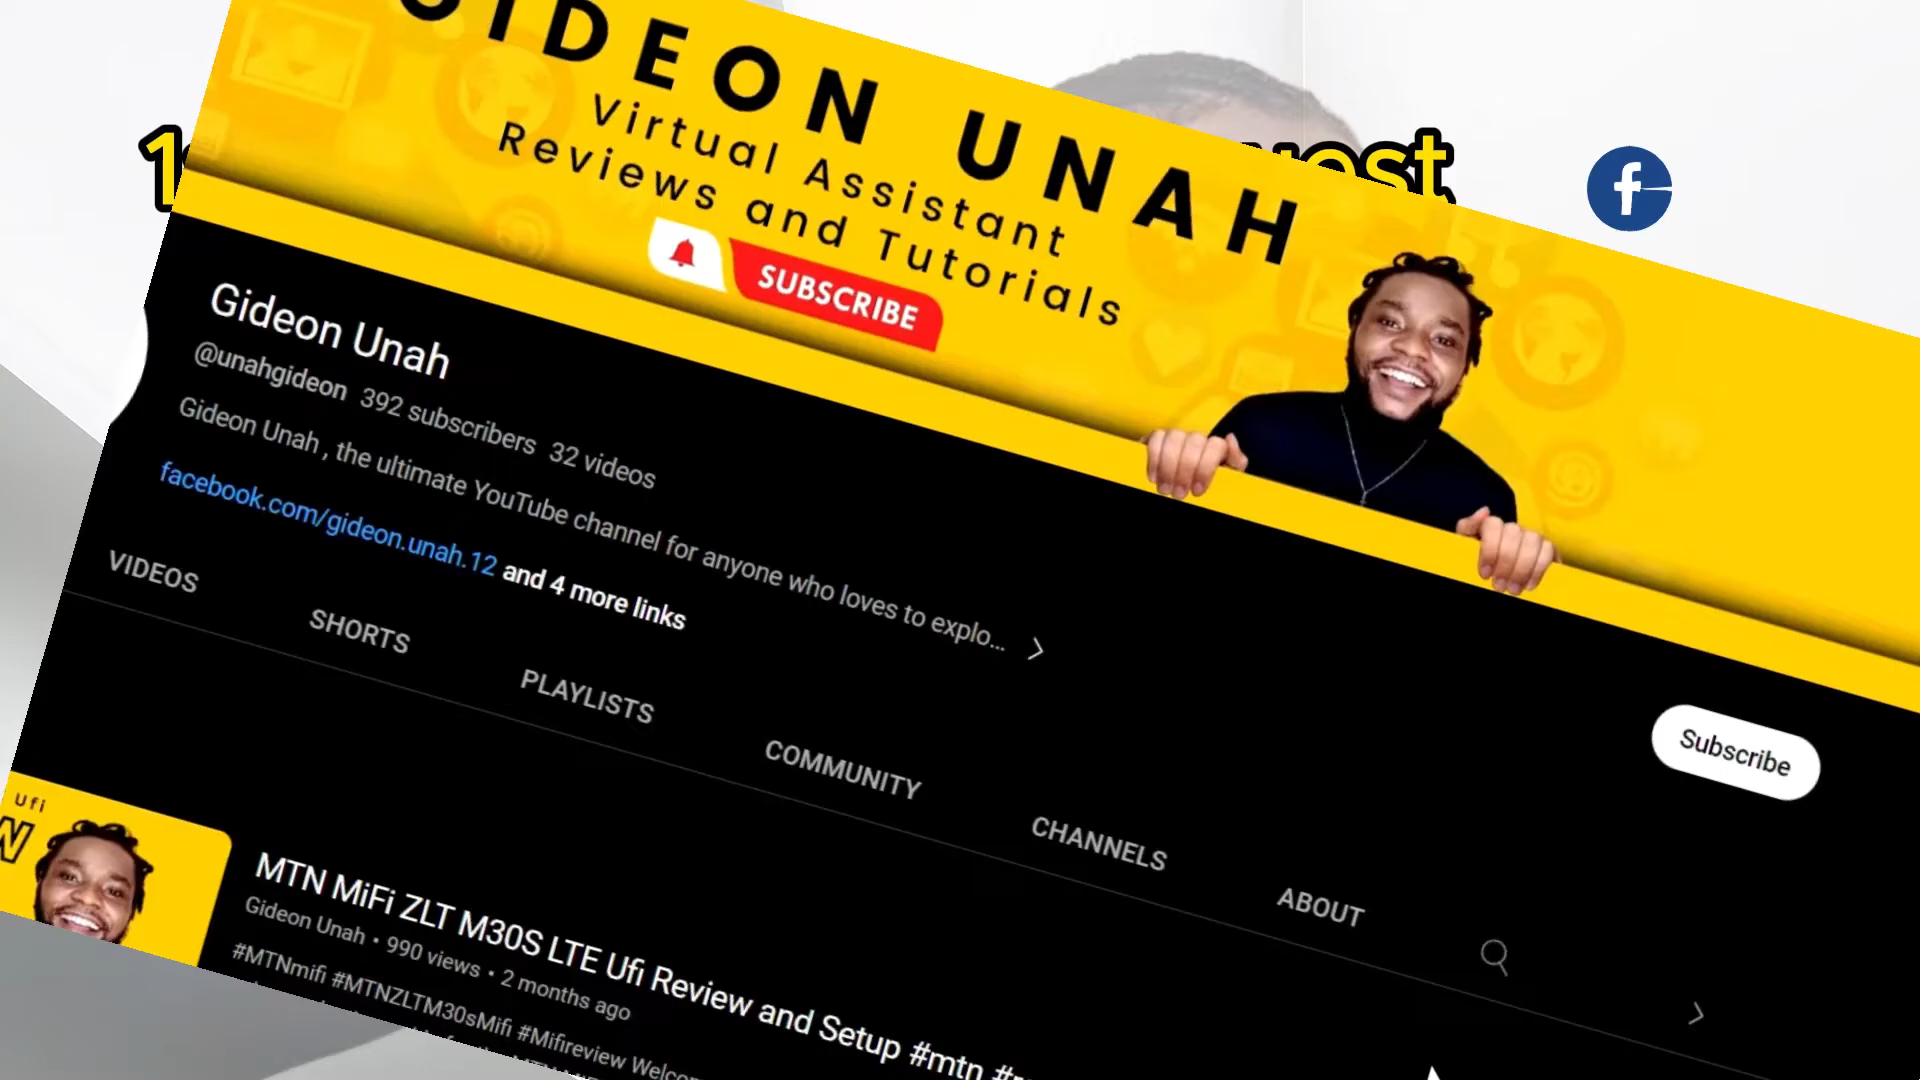 GIDEON UNAH
Virtual Assistant
Reviews and Tutorials
SUBSCRIBE
1
f
Gideon Unah
@unahgideon 392 subscribers 32 videos
Gideon Unah , the ultimate YouTube channel for anyone who loves to explo...
facebook.com/gideon.unah.12 and 4 more links
Subscribe
VIDEOS
SHORTS
PLAYLISTS
COMMUNITY
CHANNELS
ABOUT
Ufi
W
MTN MiFi ZLT M30S LTE Ufi Review and Setup #mtn
Gideon Unah • 990 views • 2 months ago
#MTNmifi #MTNZLTM30sMifi #Mifireview